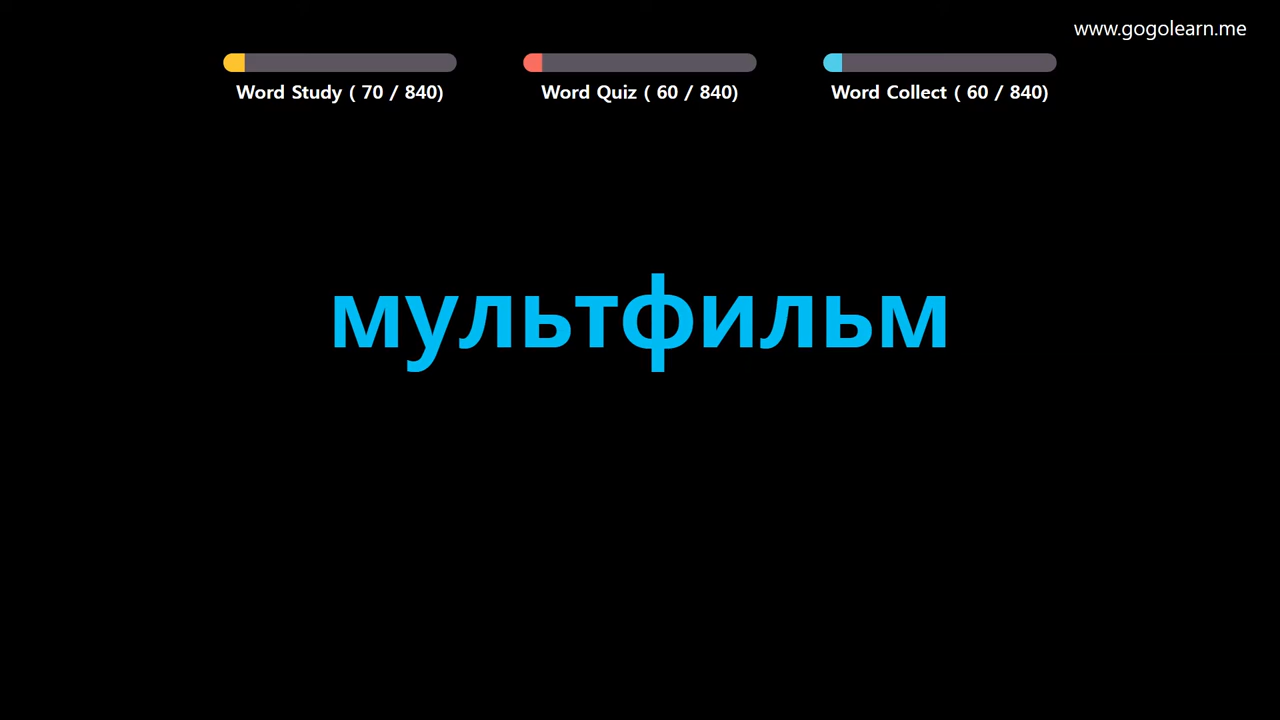 www.gogolearn.me
Word Study ( 70 / 840)
Word Quiz ( 60 / 840)
Word Collect ( 60 / 840)
мультфильм